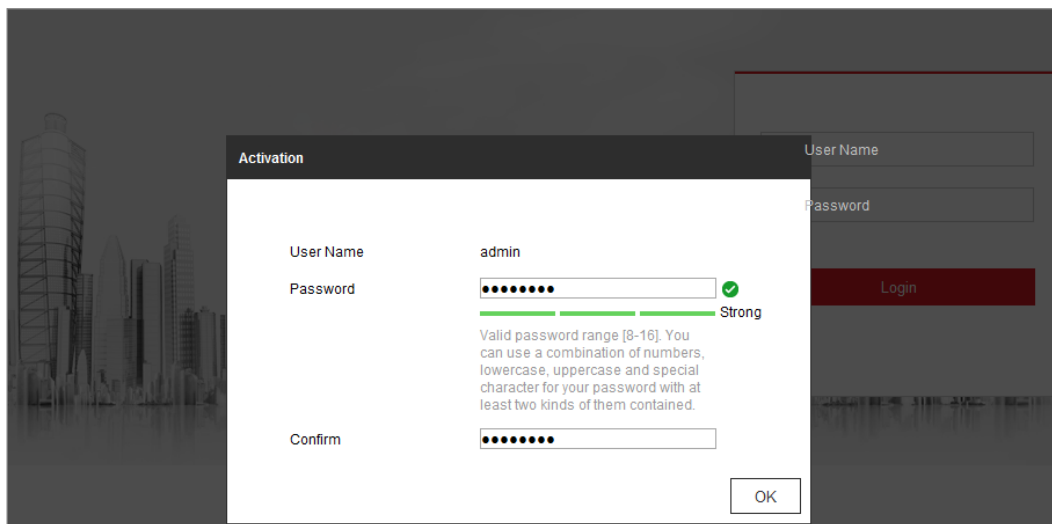 Activation
User Name
Password
Login
User Name admin
Password ●●●●●●●●
Strong
Valid password range [8-16]. You
can use a combination of numbers,
lowercase, uppercase and special
character for your password with at
least two kinds of them contained.
Confirm ●●●●●●●●
OK